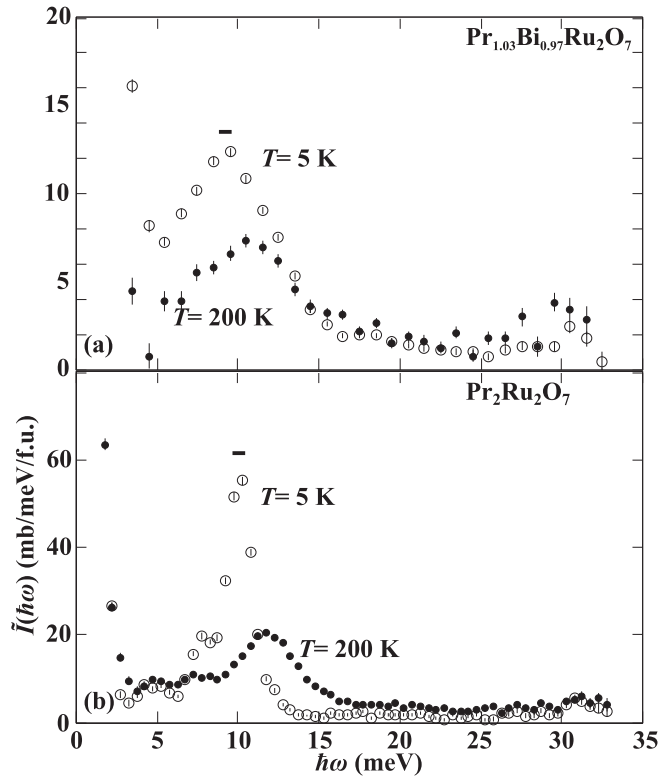 20
Pr1.03Bi0.97Ru2O7
15
T= 5 K
10
5
T= 200 K
(a)
0
Pr2Ru2O7
60
T= 5 K
40
Ĩ(ħω) (mb/meV/f.u.)
20
T= 200 K
(b)
0
0 5 10 15 20 25 30 35
ħω (meV)